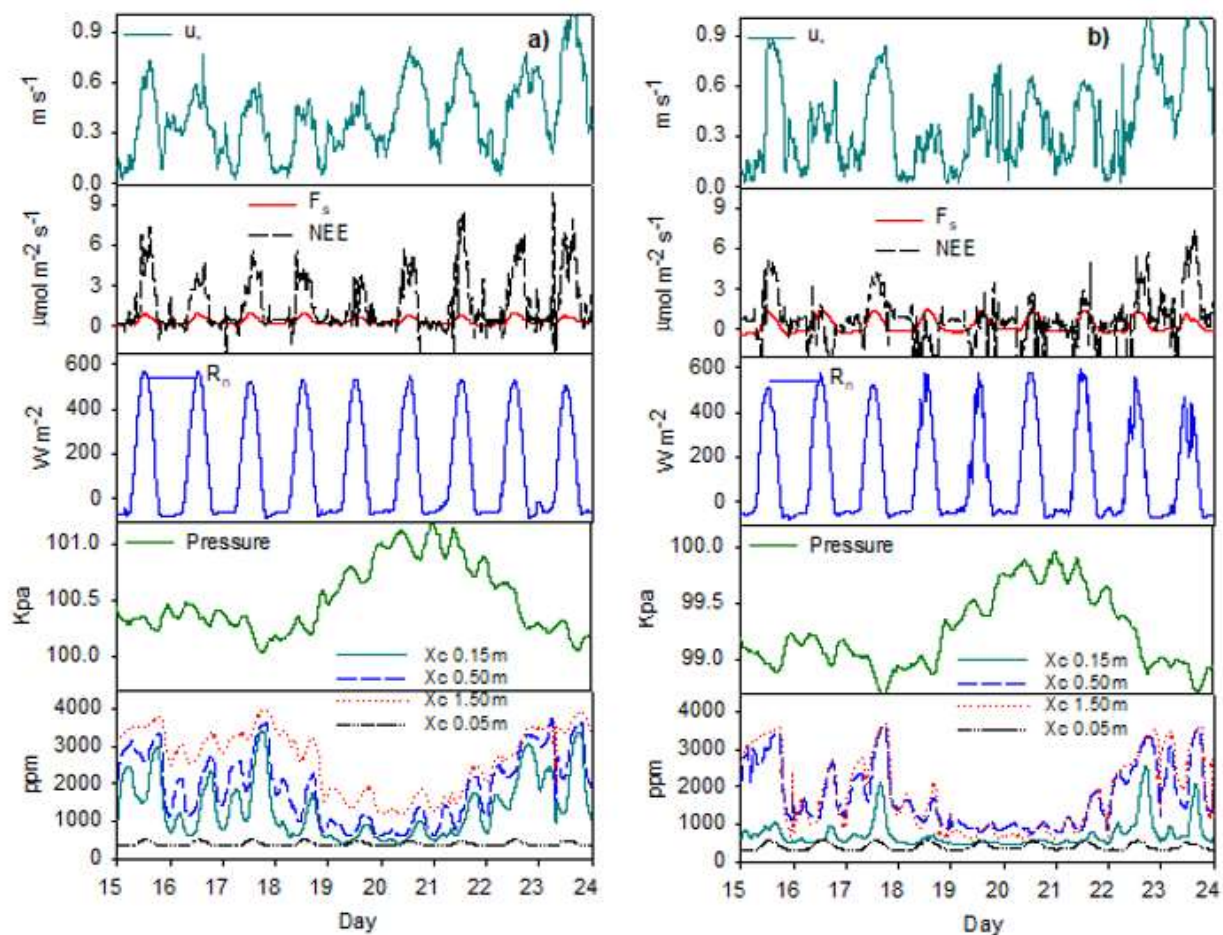 a)
u*
m s-1
0.9
0.6
0.3
0.0
Fs
NEE
µmol m-2 s-1
9
6
3
0
Rn
W m-2
600
400
200
0
Pressure
Kpa
101.0
100.5
100.0
Xc 0.15m
Xc 0.50m
Xc 1.50m
Xc 0.05m
ppm
4000
3000
2000
1000
0
15 16 17 18 19 20 21 22 23 24
Day
b)
u*
m s-1
0.9
0.6
0.3
0.0
Fs
NEE
µmol m-2 s-1
9
6
3
0
Rn
W m-2
600
400
200
0
Pressure
Kpa
100.0
99.5
99.0
Xc 0.15m
Xc 0.50m
Xc 1.50m
Xc 0.05m
ppm
4000
3000
2000
1000
0
15 16 17 18 19 20 21 22 23 24
Day